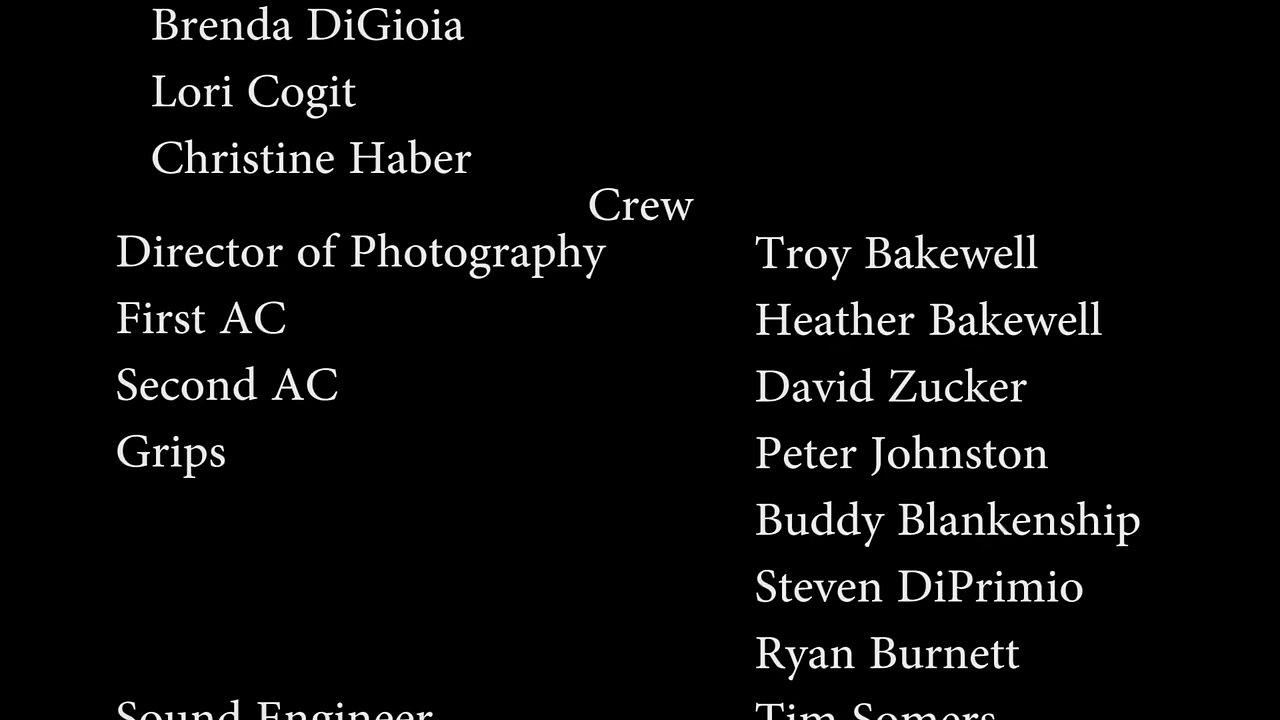 Brenda DiGioia
Lori Cogit
Christine Haber
Crew
Director of Photography Troy Bakewell
First AC Heather Bakewell
Second AC David Zucker
Grips Peter Johnston
Buddy Blankenship
Steven DiPrimio
Ryan Burnett
Sound Engineer Tim Somers